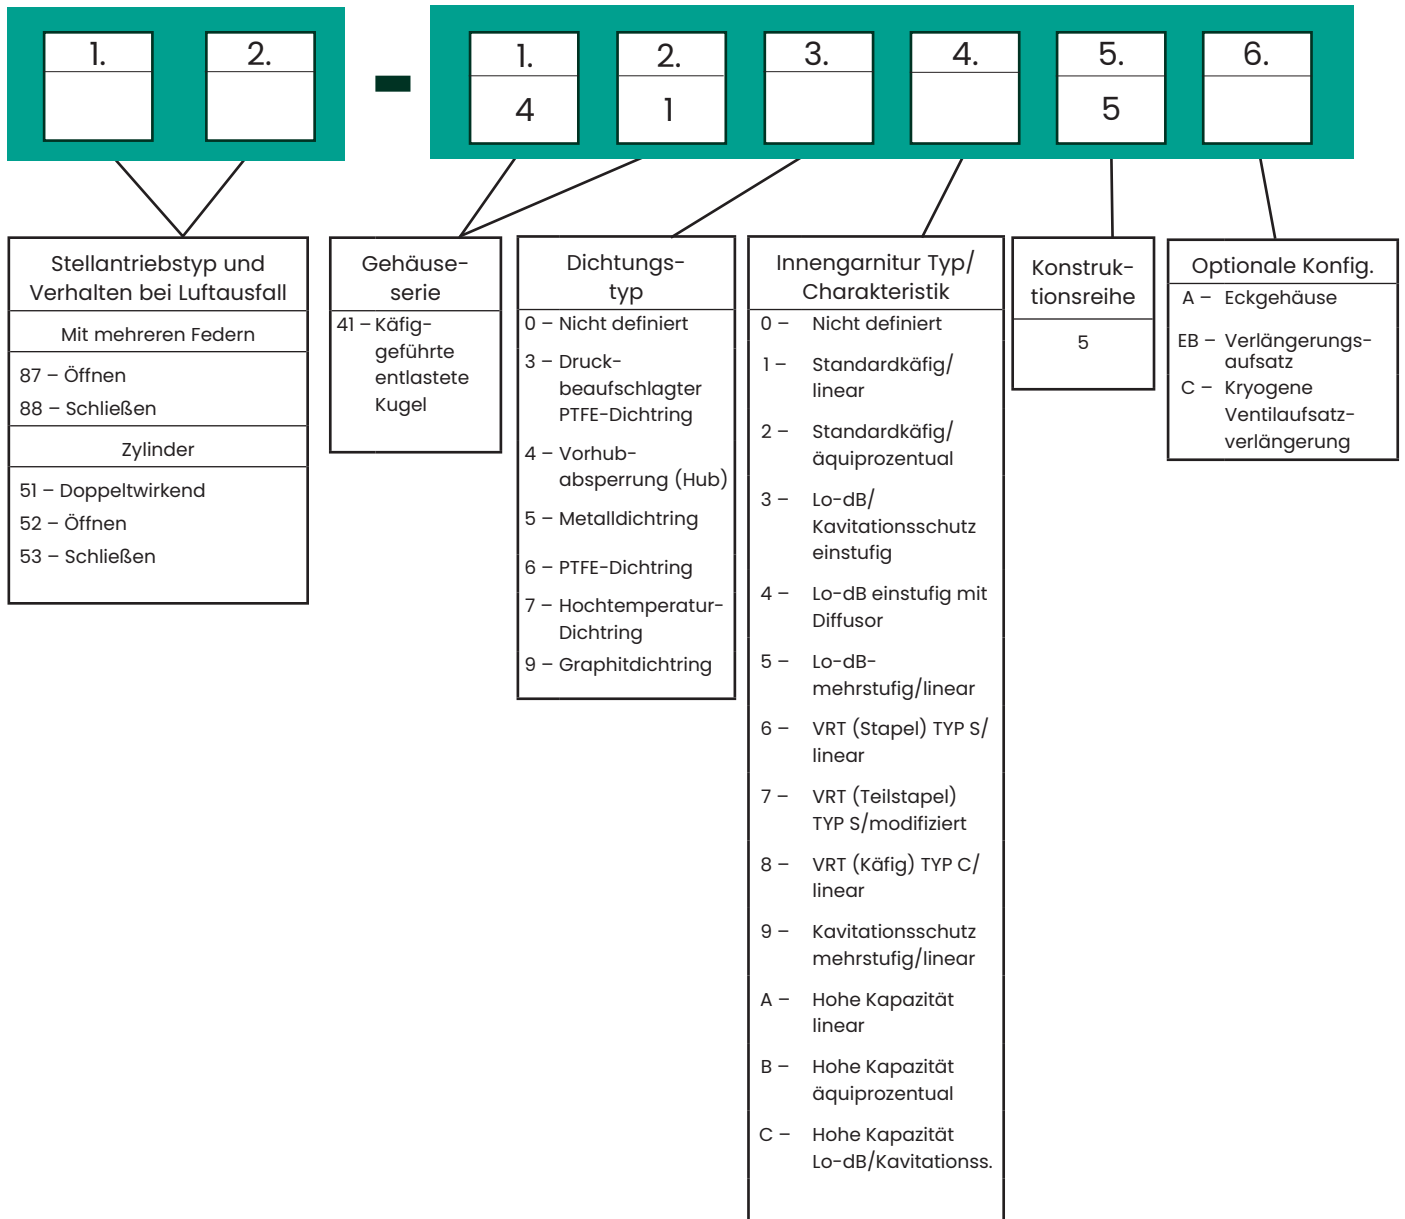 1.
2.
-
1.
2.
3.
4.
5.
6.
4
1
5
Stellantriebstyp und
Verhalten bei Luftausfall
Mit mehreren Federn
87 – Öffnen
88 – Schließen
Zylinder
51 – Doppeltwirkend
52 – Öffnen
53 – Schließen
Gehäuse-
serie
41 – Käfig-
geführte
entlastete
Kugel
Dichtungs-
typ
0 – Nicht definiert
3 – Druck-
beaufschlagter
PTFE-Dichtring
4 – Vorhub-
absperrung (Hub)
5 – Metalldichtring
6 – PTFE-Dichtring
7 – Hochtemperatur-
Dichtring
9 – Graphitdichtring
Innengarnitur Typ/
Charakteristik
0 – Nicht definiert
1 – Standardkäfig/
linear
2 – Standardkäfig/
äquiprozentual
3 – Lo-dB/
Kavitationsschutz
einstufig
4 – Lo-dB einstufig mit
Diffusor
5 – Lo-dB-
mehrstufig/linear
6 – VRT (Stapel) TYP S/
linear
7 – VRT (Teilstapel)
TYP S/modifiziert
8 – VRT (Käfig) TYP C/
linear
9 – Kavitationsschutz
mehrstufig/linear
A – Hohe Kapazität
linear
B – Hohe Kapazität
äquiprozentual
C – Hohe Kapazität
Lo-dB/Kavitationss.
Konstruk-
tionsreihe
5
Optionale Konfig.
A – Eckgehäuse
EB – Verlängerungs-
aufsatz
C – Kryogene
Ventilaufsatz-
verlängerung